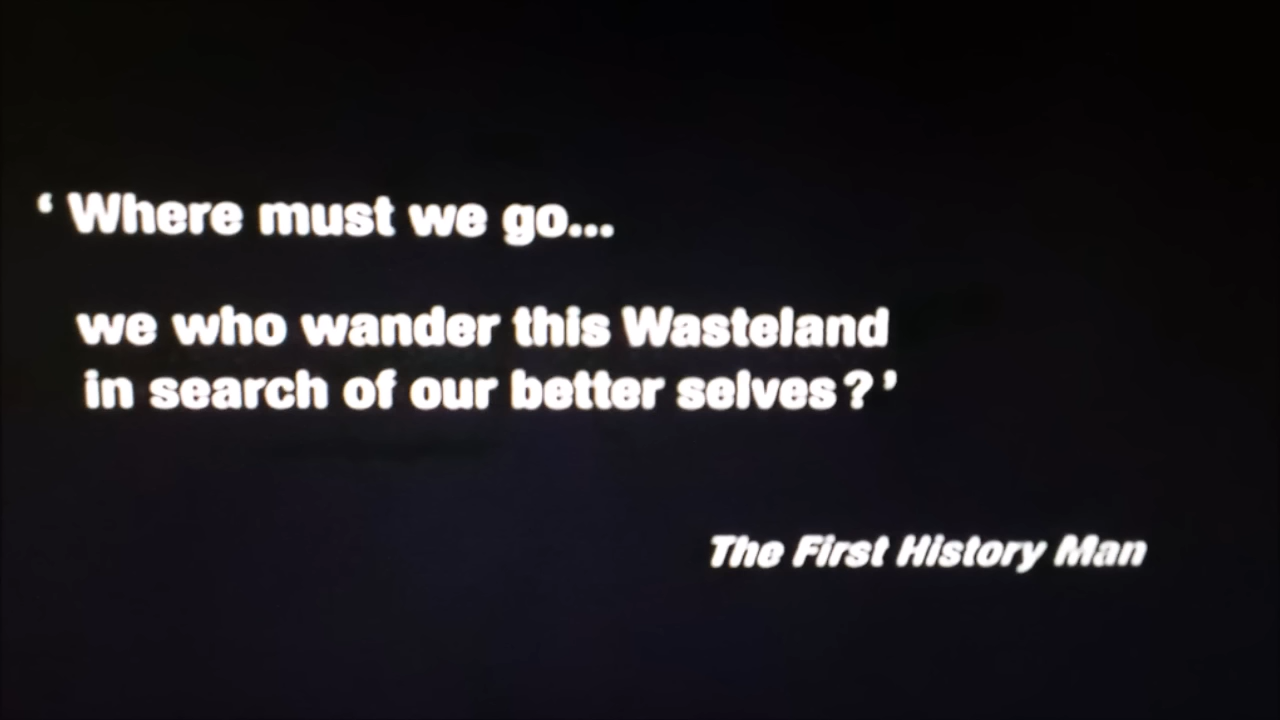 ‘ Where must we go...
we who wander this Wasteland
in search of our better selves ? ’
The First History Man